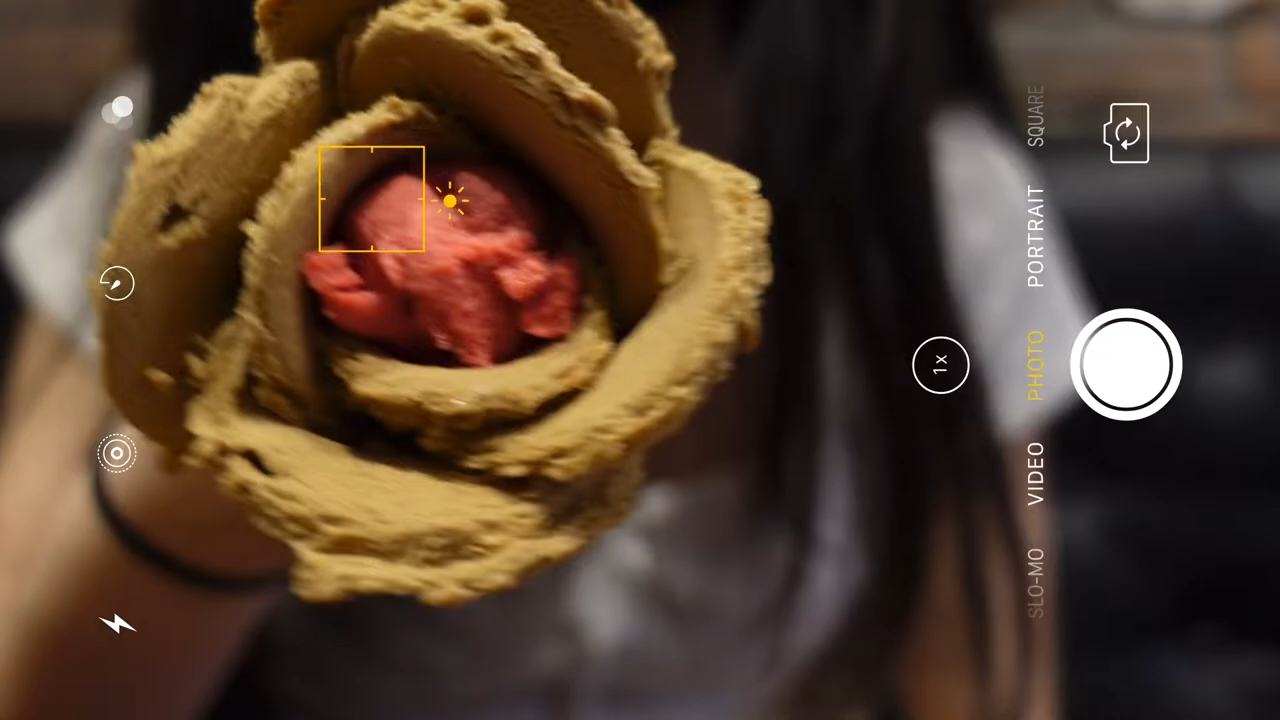 SQUARE
PORTRAIT
PHOTO
VIDEO
SLO-MO
1x